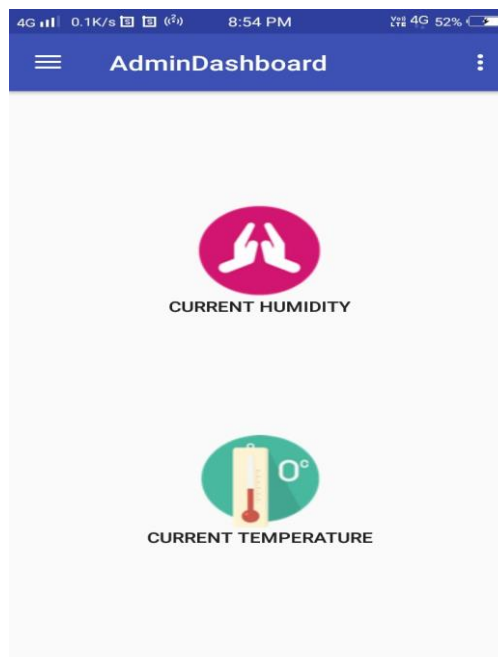 4G 0.1K/s 8:54 PM 4G 52%
AdminDashboard
CURRENT HUMIDITY
0°
CURRENT TEMPERATURE